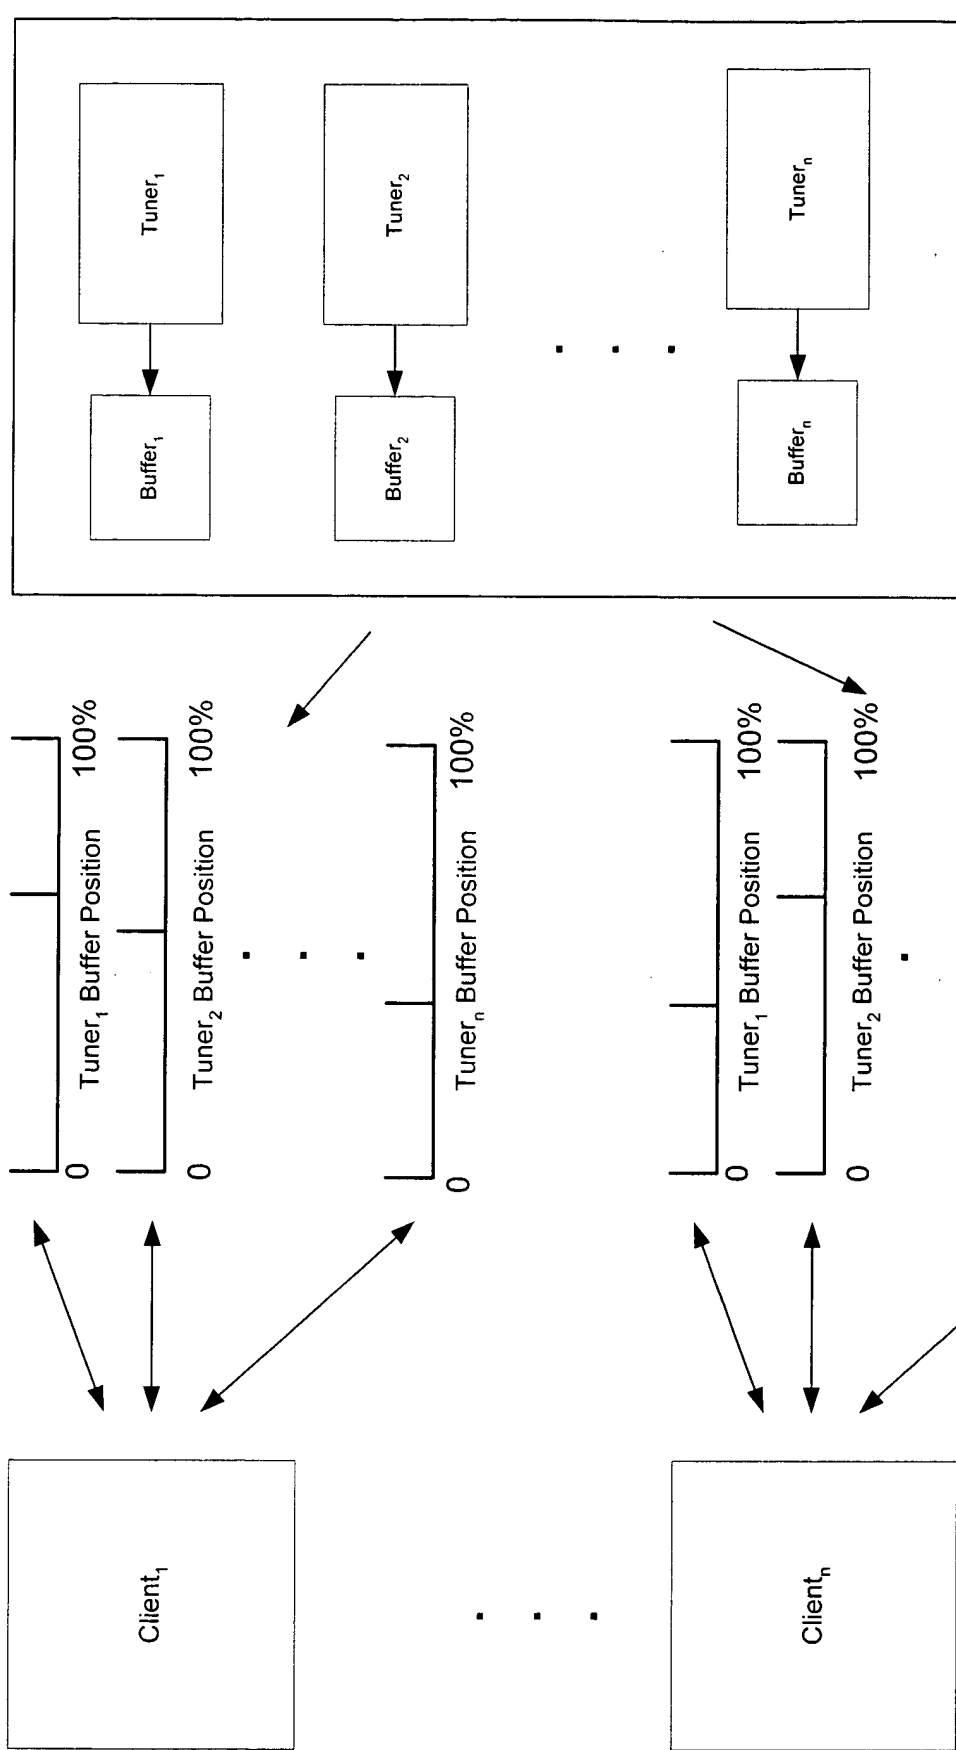 Tuner₁
Buffer₁
Tuner₂
Buffer₂
Tunerₙ
Bufferₙ
0
Tuner₁ Buffer Position
100%
0
Tuner₂ Buffer Position
100%
0
Tunerₙ Buffer Position
100%
0
Tuner₁ Buffer Position
100%
0
Tuner₂ Buffer Position
100%
Client₁
Clientₙ